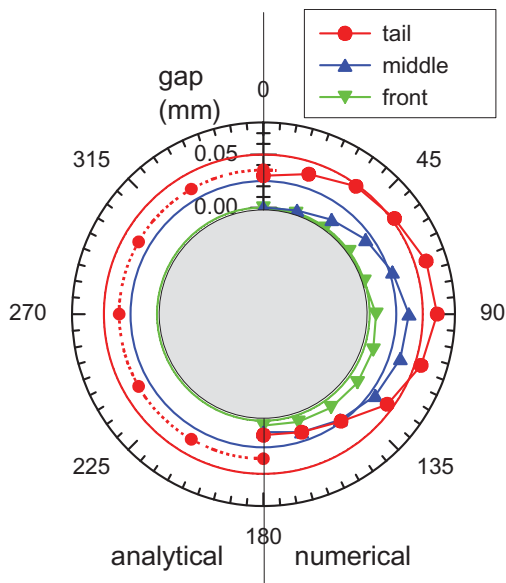 tail
middle
front
gap
(mm)
0
0.05
0.00
315
45
270
90
225
135
180
analytical
numerical